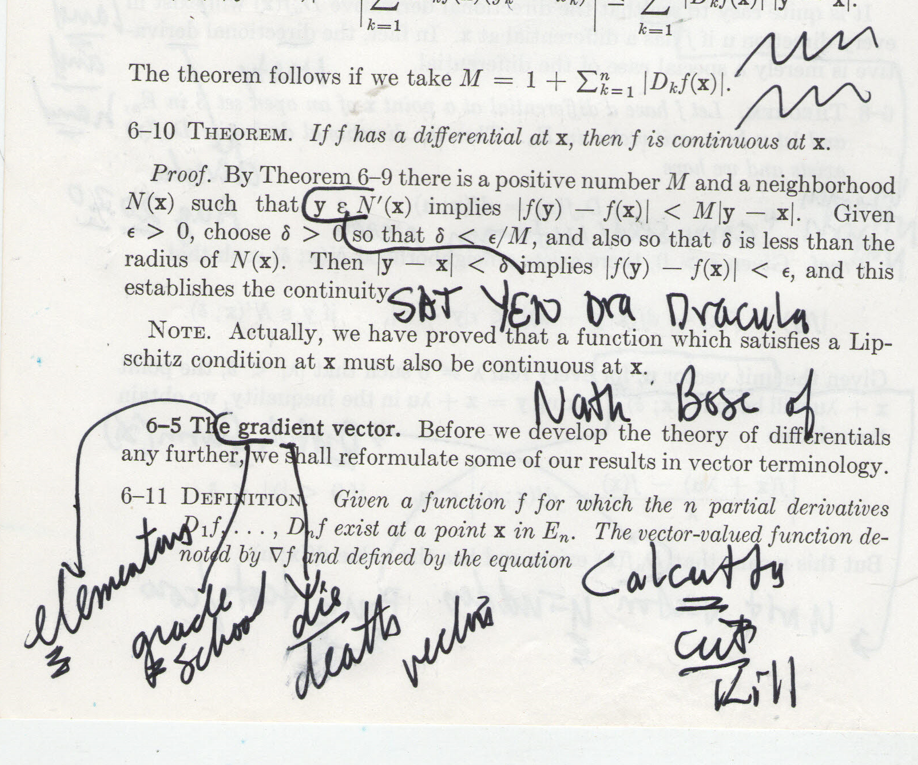 k=1 k=1
The theorem follows if we take M = 1 + Σⁿₖ₌₁ |Dₖf(x)|.
6–10 THEOREM. If f has a differential at x, then f is continuous at x.
Proof. By Theorem 6–9 there is a positive number M and a neighborhood
N(x) such that y ε N′(x) implies |f(y) − f(x)| < M|y − x|. Given
ϵ > 0, choose δ > 0 so that δ < ϵ/M, and also so that δ is less than the
radius of N(x). Then |y − x| < δ implies |f(y) − f(x)| < ϵ, and this
establishes the continuity
SAT YEN Dra Dracula
NOTE. Actually, we have proved that a function which satisfies a Lip-
schitz condition at x must also be continuous at x.
Nath Bose of
6–5 The gradient vector. Before we develop the theory of differentials
any further, we shall reformulate some of our results in vector terminology.
6–11 DEFINITION Given a function f for which the n partial derivatives
D₁f, . . . , Dₙf exist at a point x in Eₙ. The vector-valued function de-
noted by ∇f and defined by the equation
Calcutta
grade
school
die
deaths
vectors
cut
kill